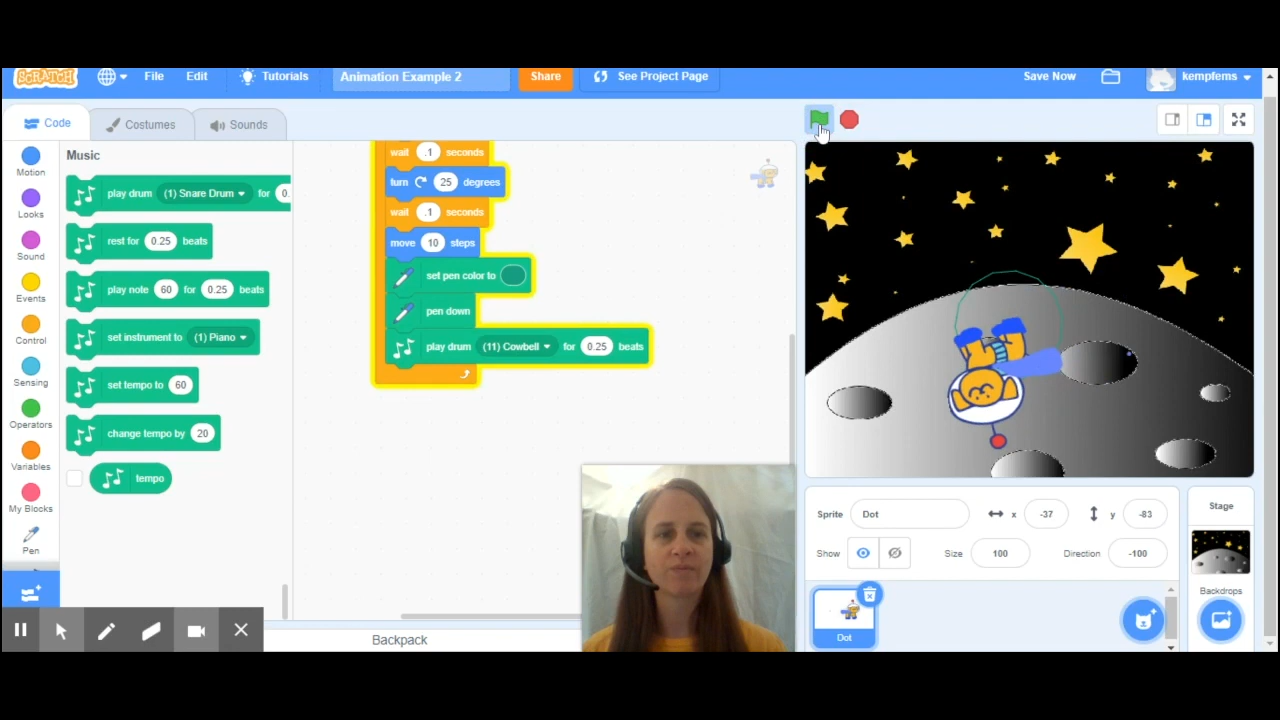 SCRATCH File Edit Tutorials Animation Example 2 Share See Project Page Save Now kempfems
Code Costumes Sounds
Motion
Looks
Sound
Events
Control
Sensing
Operators
Variables
My Blocks
Pen
Music
play drum (1) Snare Drum for 0.
rest for 0.25 beats
play note 60 for 0.25 beats
set instrument to (1) Piano
set tempo to 60
change tempo by 20
tempo
wait .1 seconds
turn 25 degrees
wait .1 seconds
move 10 steps
set pen color to
pen down
play drum (11) Cowbell for 0.25 beats
Backpack
Sprite Dot x -37 y -83
Show Size 100 Direction -100
Dot
Stage
Backdrops